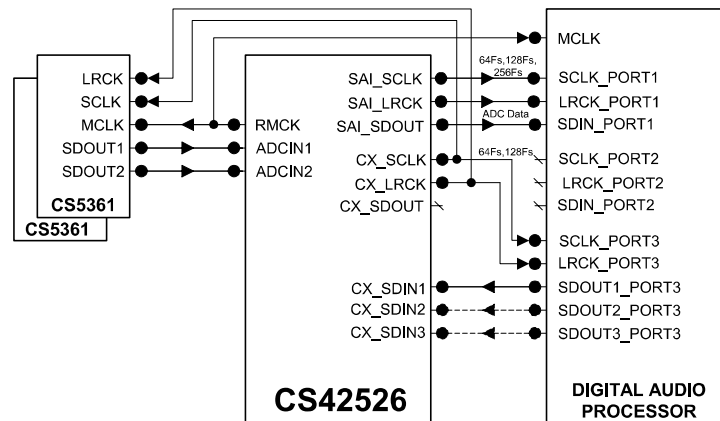 LRCK
SCLK
MCLK
SDOUT1
SDOUT2
CS5361
CS5361
RMCK
ADCIN1
ADCIN2
SAI_SCLK
SAI_LRCK
SAI_SDOUT
CX_SCLK
CX_LRCK
CX_SDOUT
CX_SDIN1
CX_SDIN2
CX_SDIN3
CS42526
64Fs,128Fs,
256Fs
ADC Data
64Fs,128Fs
MCLK
SCLK_PORT1
LRCK_PORT1
SDIN_PORT1
SCLK_PORT2
LRCK_PORT2
SDIN_PORT2
SCLK_PORT3
LRCK_PORT3
SDOUT1_PORT3
SDOUT2_PORT3
SDOUT3_PORT3
DIGITAL AUDIO
PROCESSOR